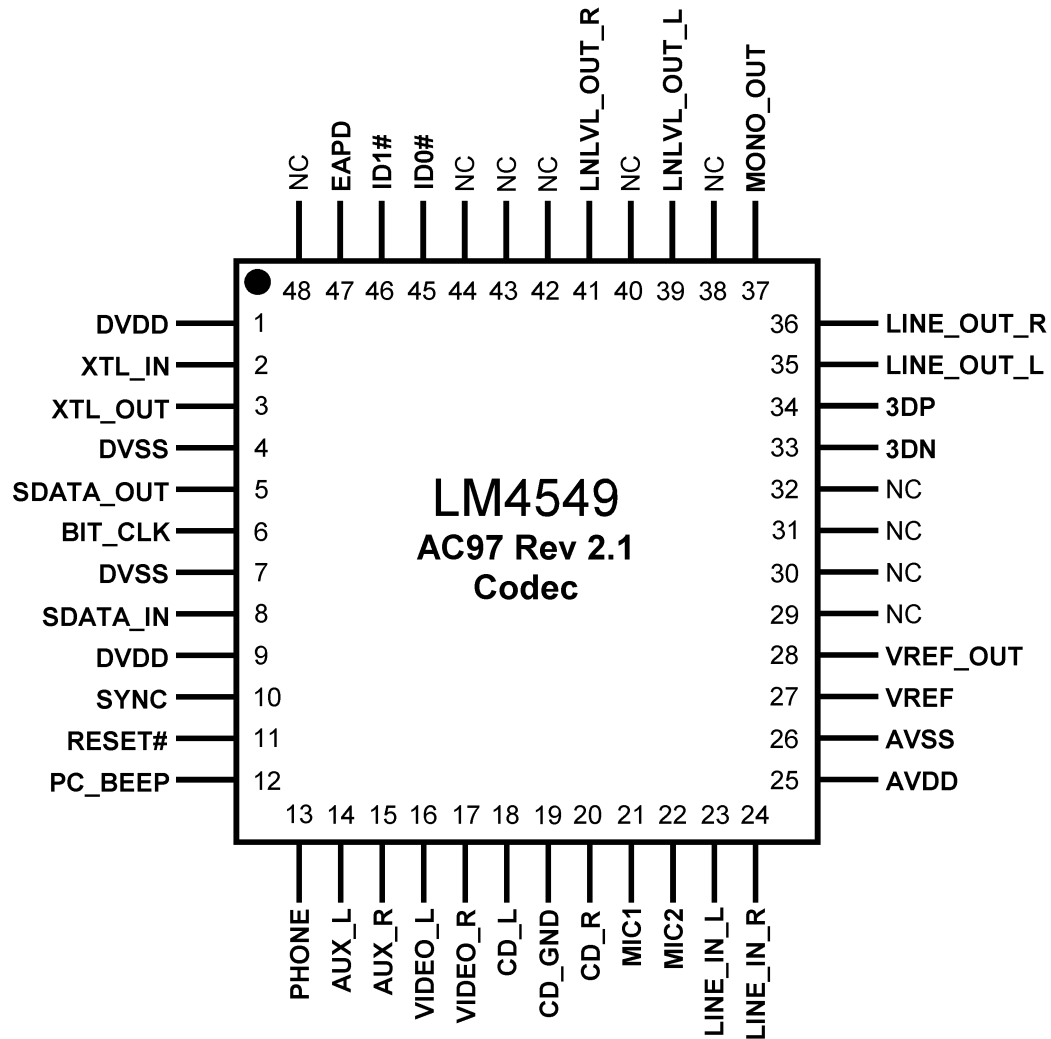 NC
EAPD
ID1#
ID0#
NC
NC
NC
LNLVL_OUT_R
NC
LNLVL_OUT_L
NC
MONO_OUT
48 47 46 45 44 43 42 41 40 39 38 37
DVDD 1
XTL_IN 2
XTL_OUT 3
DVSS 4
SDATA_OUT 5
BIT_CLK 6
DVSS 7
SDATA_IN 8
DVDD 9
SYNC 10
RESET# 11
PC_BEEP 12
LM4549
AC97 Rev 2.1
Codec
36 LINE_OUT_R
35 LINE_OUT_L
34 3DP
33 3DN
32 NC
31 NC
30 NC
29 NC
28 VREF_OUT
27 VREF
26 AVSS
25 AVDD
13 14 15 16 17 18 19 20 21 22 23 24
PHONE
AUX_L
AUX_R
VIDEO_L
VIDEO_R
CD_L
CD_GND
CD_R
MIC1
MIC2
LINE_IN_L
LINE_IN_R